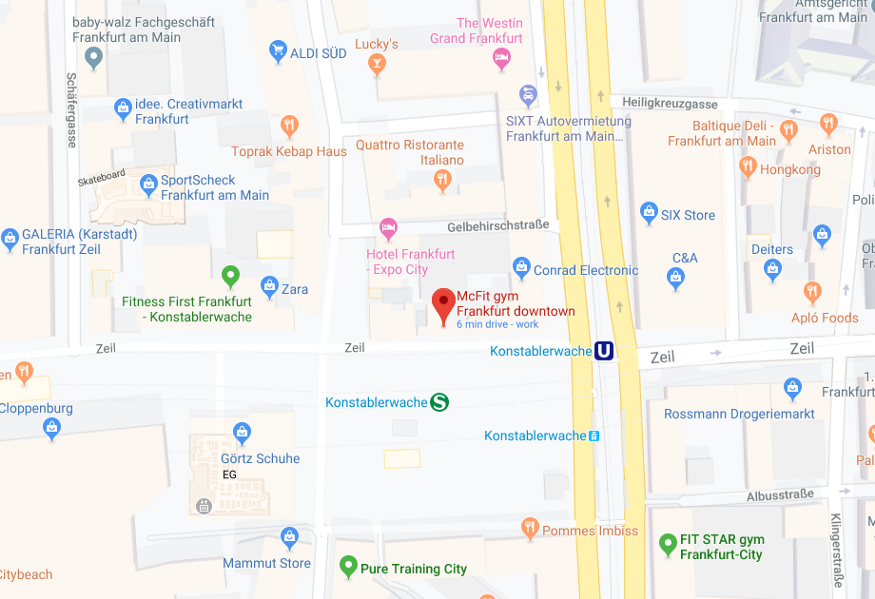 baby-walz Fachgeschäft
Frankfurt am Main
The Westin
Grand Frankfurt
Amtsgericht
Frankfurt am Main
Lucky's
ALDI SÜD
Schäfergasse
idee. Creativmarkt
Frankfurt
SIXT Autovermietung
Frankfurt am Main...
Heiligkreuzgasse
Baltique Deli -
Frankfurt am Main
Ariston
Toprak Kebap Haus
Quattro Ristorante
Italiano
Hongkong
Skateboard
SportScheck
Frankfurt am Main
Poli
SIX Store
GALERIA (Karstadt)
Frankfurt Zeil
Gelbehirschstraße
Hotel Frankfurt
- Expo City
Deiters
C&A
Conrad Electronic
Zara
Fitness First Frankfurt
- Konstablerwache
McFit gym
Frankfurt downtown
6 min drive - work
Apló Foods
Zeil
Zeil
Konstablerwache U
Zeil
Zeil
en
1.
Frankfurt
Cloppenburg
Konstablerwache S
Rossmann Drogeriemarkt
Konstablerwache
Görtz Schuhe
EG
Pal
Albusstraße
Klingerstraße
Pommes Imbiss
Mammut Store
FIT STAR gym
Frankfurt-City
Pure Training City
Citybeach